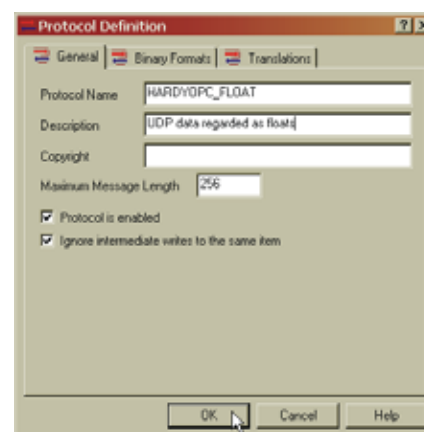 Protocol Definition
General Binary Formats Translations
Protocol Name HARDYOPC_FLOAT
Description UDP data regarded as floats
Copyright
Maximum Message Length 256
Protocol is enabled
Ignore intermediate writes to the same item
OK Cancel Help